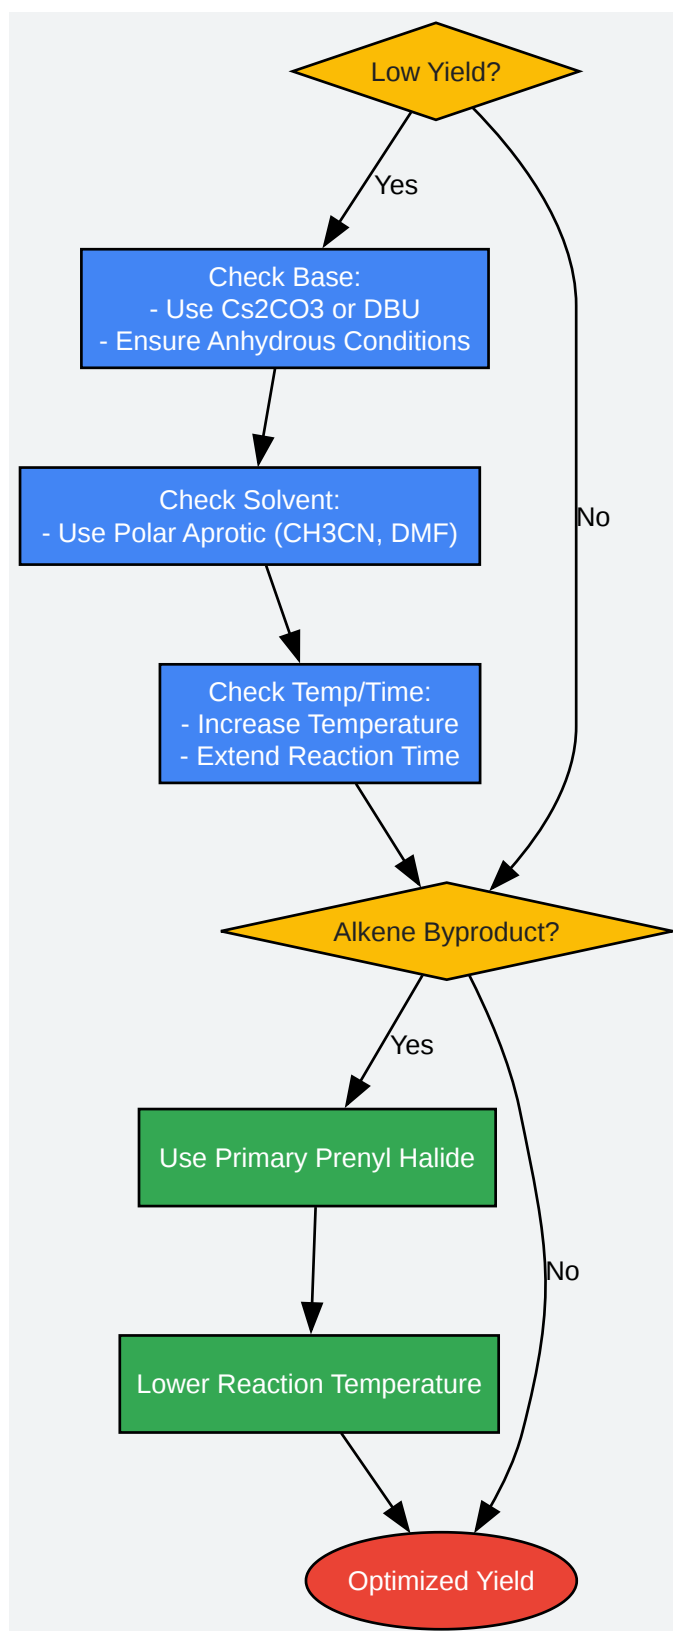 Low Yield?
Yes
Check Base:
- Use Cs2CO3 or DBU
- Ensure Anhydrous Conditions
Check Solvent:
- Use Polar Aprotic (CH3CN, DMF)
No
Check Temp/Time:
- Increase Temperature
- Extend Reaction Time
Alkene Byproduct?
Yes
Use Primary Prenyl Halide
No
Lower Reaction Temperature
Optimized Yield